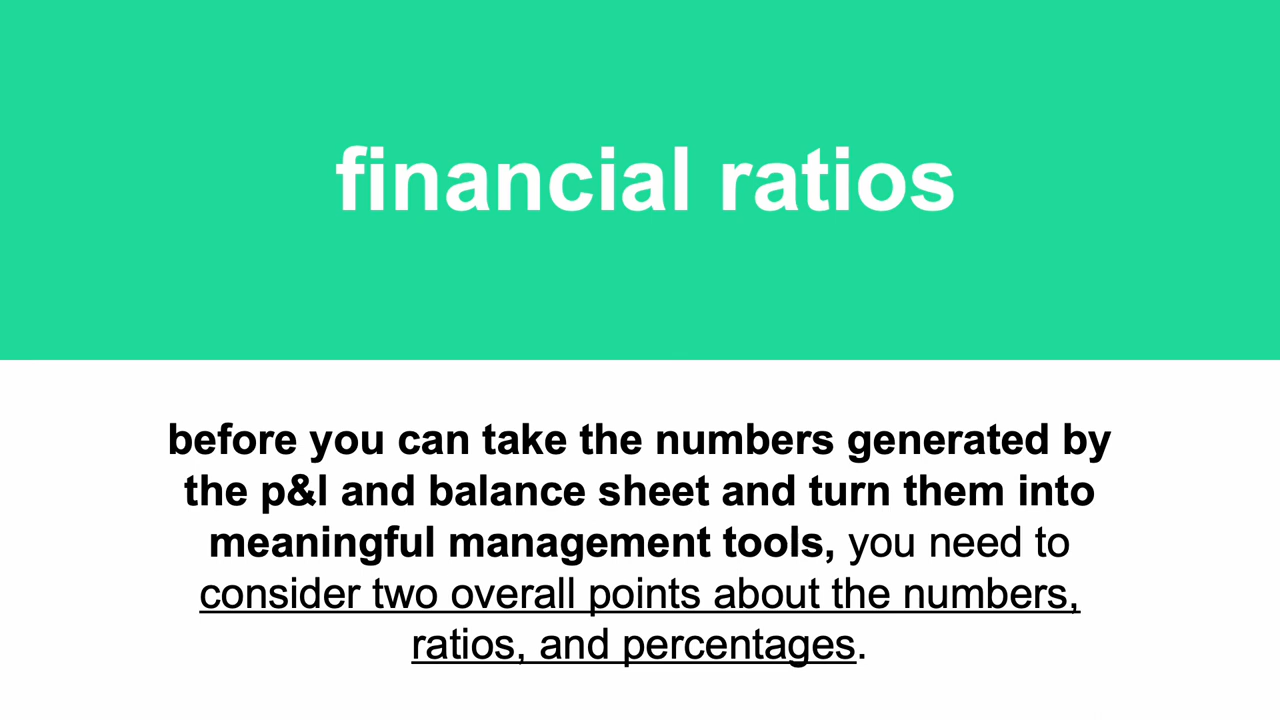 financial ratios
before you can take the numbers generated by
the p&l and balance sheet and turn them into
meaningful management tools, you need to
consider two overall points about the numbers,
ratios, and percentages.